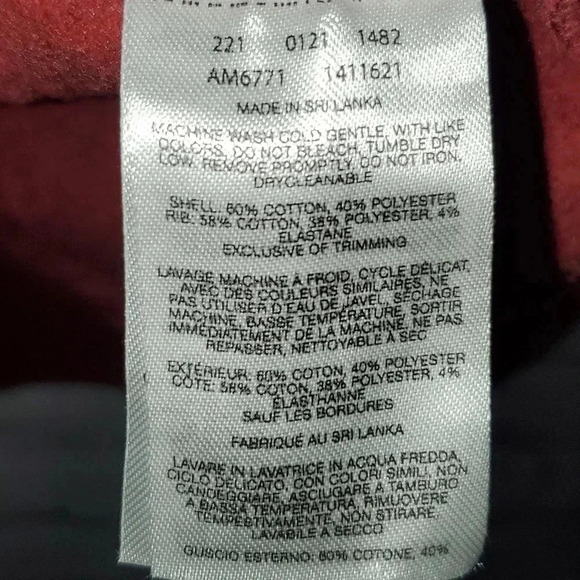 221 0121 1482
AM6771 1411621
MADE IN SRI LANKA
MACHINE WASH COLD GENTLE, WITH LIKE
COLORS, DO NOT BLEACH, TUMBLE DRY
LOW. REMOVE PROMPTLY. DO NOT IRON,
DRYCLEANABLE
SHELL: 60% COTTON, 40% POLYESTER
RIB: 58% COTTON, 38% POLYESTER, 4%
ELASTANE
EXCLUSIVE OF TRIMMING
LAVAGE MACHINE À FROID, CYCLE DÉLICAT,
AVEC DES COULEURS SIMILAIRES, NE
PAS UTILISER D'EAU DE JAVEL, SÉCHAGE
MACHINE, BASSE TEMPÉRATURE, SORTIR
IMMÉDIATEMENT DE LA MACHINE, NE PAS
REPASSER, NETTOYABLE À SEC
EXTÉRIEUR: 60% COTON, 40% POLYESTER
CÔTE: 58% COTON, 38% POLYESTER, 4%
ÉLASTHANNE
SAUF LES BORDURES
FABRIQUÉ AU SRI LANKA
LAVARE IN LAVATRICE IN ACQUA FREDDA,
CICLO DELICATO, CON COLORI SIMILI, NON
CANDEGGIARE, ASCIUGARE A TAMBURO
A BASSA TEMPERATURA, RIMUOVERE
TEMPESTIVAMENTE, NON STIRARE,
LAVABILE A SECCO
GUSCIO ESTERNO: 60% COTONE, 40%